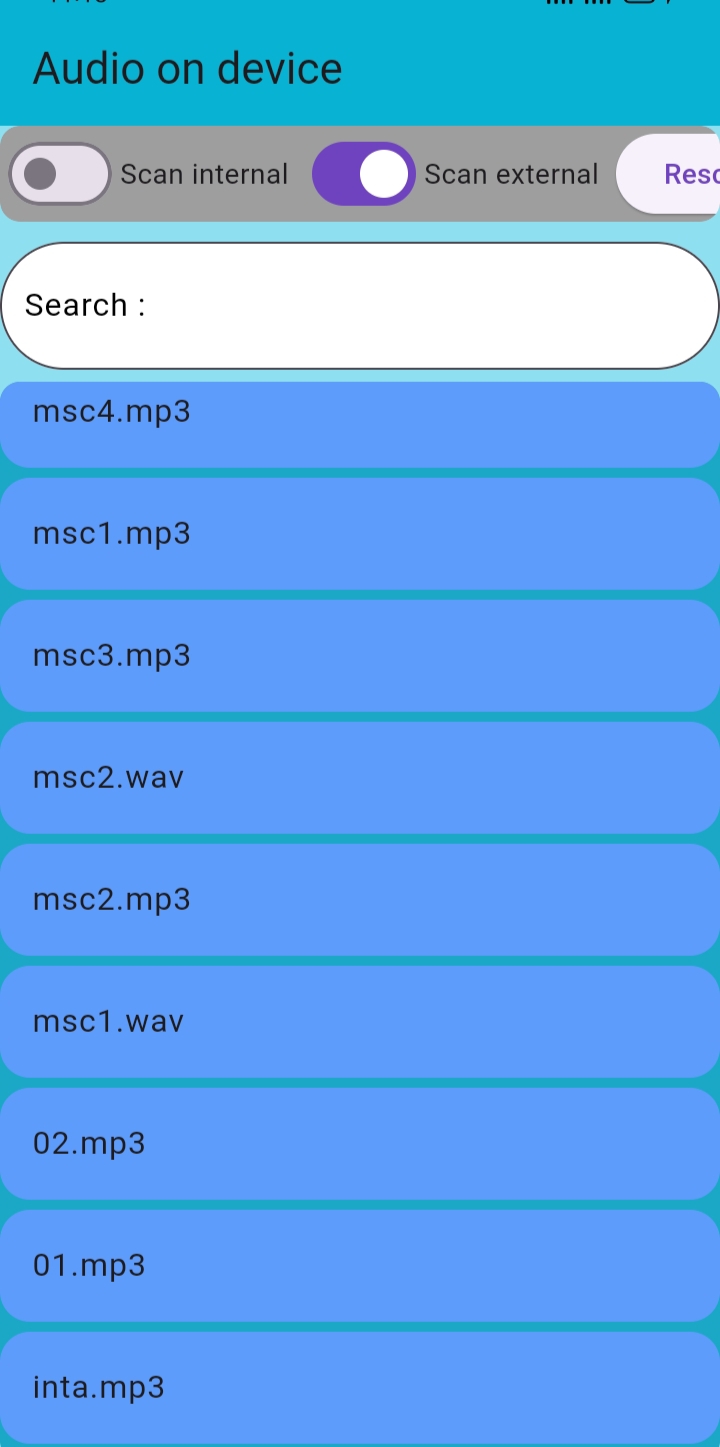 Audio on device
Scan internal Scan external
Search :
msc4.mp3
msc1.mp3
msc3.mp3
msc2.wav
msc2.mp3
msc1.wav
02.mp3
01.mp3
inta.mp3